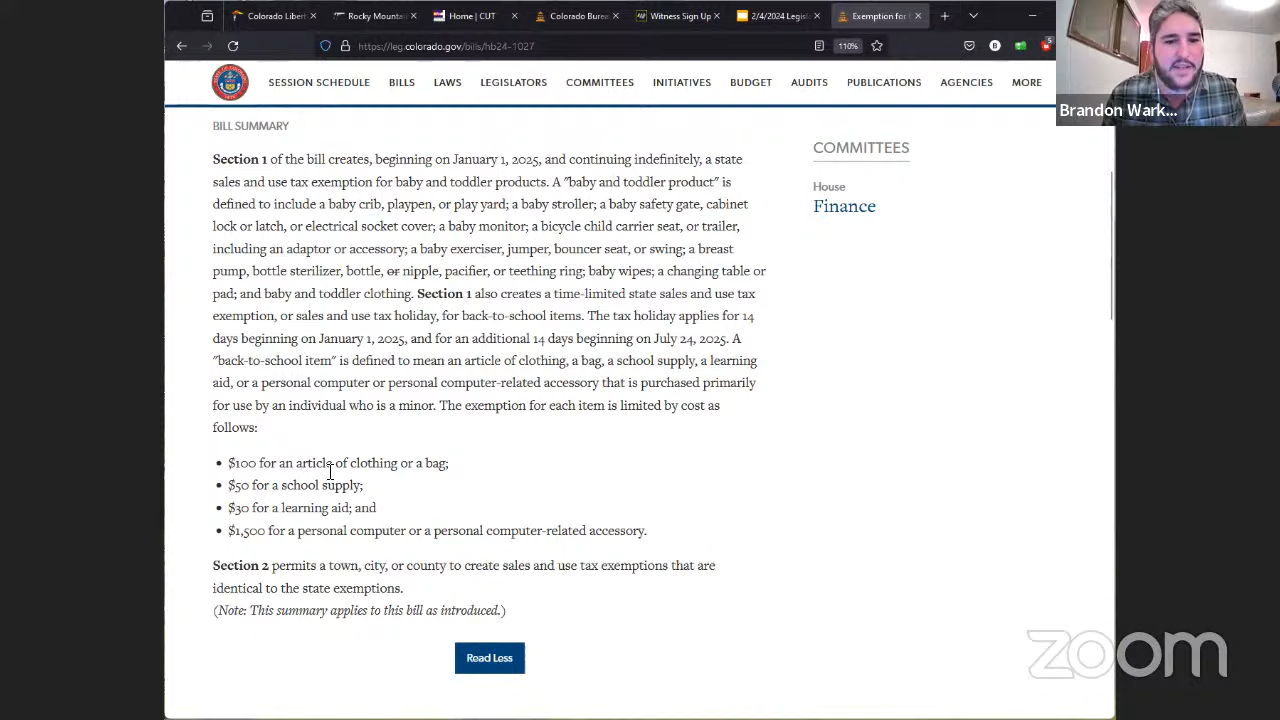 Colorado Libert
Rocky Mountain
Home | CUT
Colorado Burea
Witness Sign Up
2/4/2024 Legisl
Exemption for
https://leg.colorado.gov/bills/hb24-1027
110%
B
5
SESSION SCHEDULE BILLS LAWS LEGISLATORS COMMITTEES INITIATIVES BUDGET AUDITS PUBLICATIONS AGENCIES MORE
Brandon Wark...
BILL SUMMARY
Section 1 of the bill creates, beginning on January 1, 2025, and continuing indefinitely, a state
sales and use tax exemption for baby and toddler products. A "baby and toddler product" is
defined to include a baby crib, playpen, or play yard; a baby stroller; a baby safety gate, cabinet
lock or latch, or electrical socket cover; a baby monitor; a bicycle child carrier seat, or trailer,
including an adaptor or accessory; a baby exerciser, jumper, bouncer seat, or swing; a breast
pump, bottle sterilizer, bottle, or nipple, pacifier, or teething ring; baby wipes; a changing table or
pad; and baby and toddler clothing. Section 1 also creates a time-limited state sales and use tax
exemption, or sales and use tax holiday, for back-to-school items. The tax holiday applies for 14
days beginning on January 1, 2025, and for an additional 14 days beginning on July 24, 2025. A
"back-to-school item" is defined to mean an article of clothing, a bag, a school supply, a learning
aid, or a personal computer or personal computer-related accessory that is purchased primarily
for use by an individual who is a minor. The exemption for each item is limited by cost as
follows:
• $100 for an article of clothing or a bag;
• $50 for a school supply;
• $30 for a learning aid; and
• $1,500 for a personal computer or a personal computer-related accessory.
Section 2 permits a town, city, or county to create sales and use tax exemptions that are
identical to the state exemptions.
(Note: This summary applies to this bill as introduced.)
Read Less
COMMITTEES
House
Finance
zoom